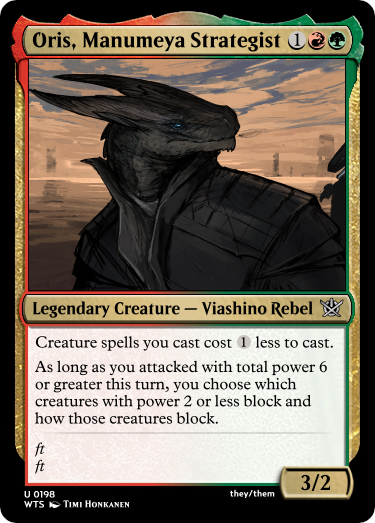 Oris, Manumeya Strategist 1
Legendary Creature — Viashino Rebel
Creature spells you cast cost 1 less to cast.
As long as you attacked with total power 6
or greater this turn, you choose which
creatures with power 2 or less block and
how those creatures block.
ft
ft
3/2
U 0198
they/them
WTS Timi Honkanen